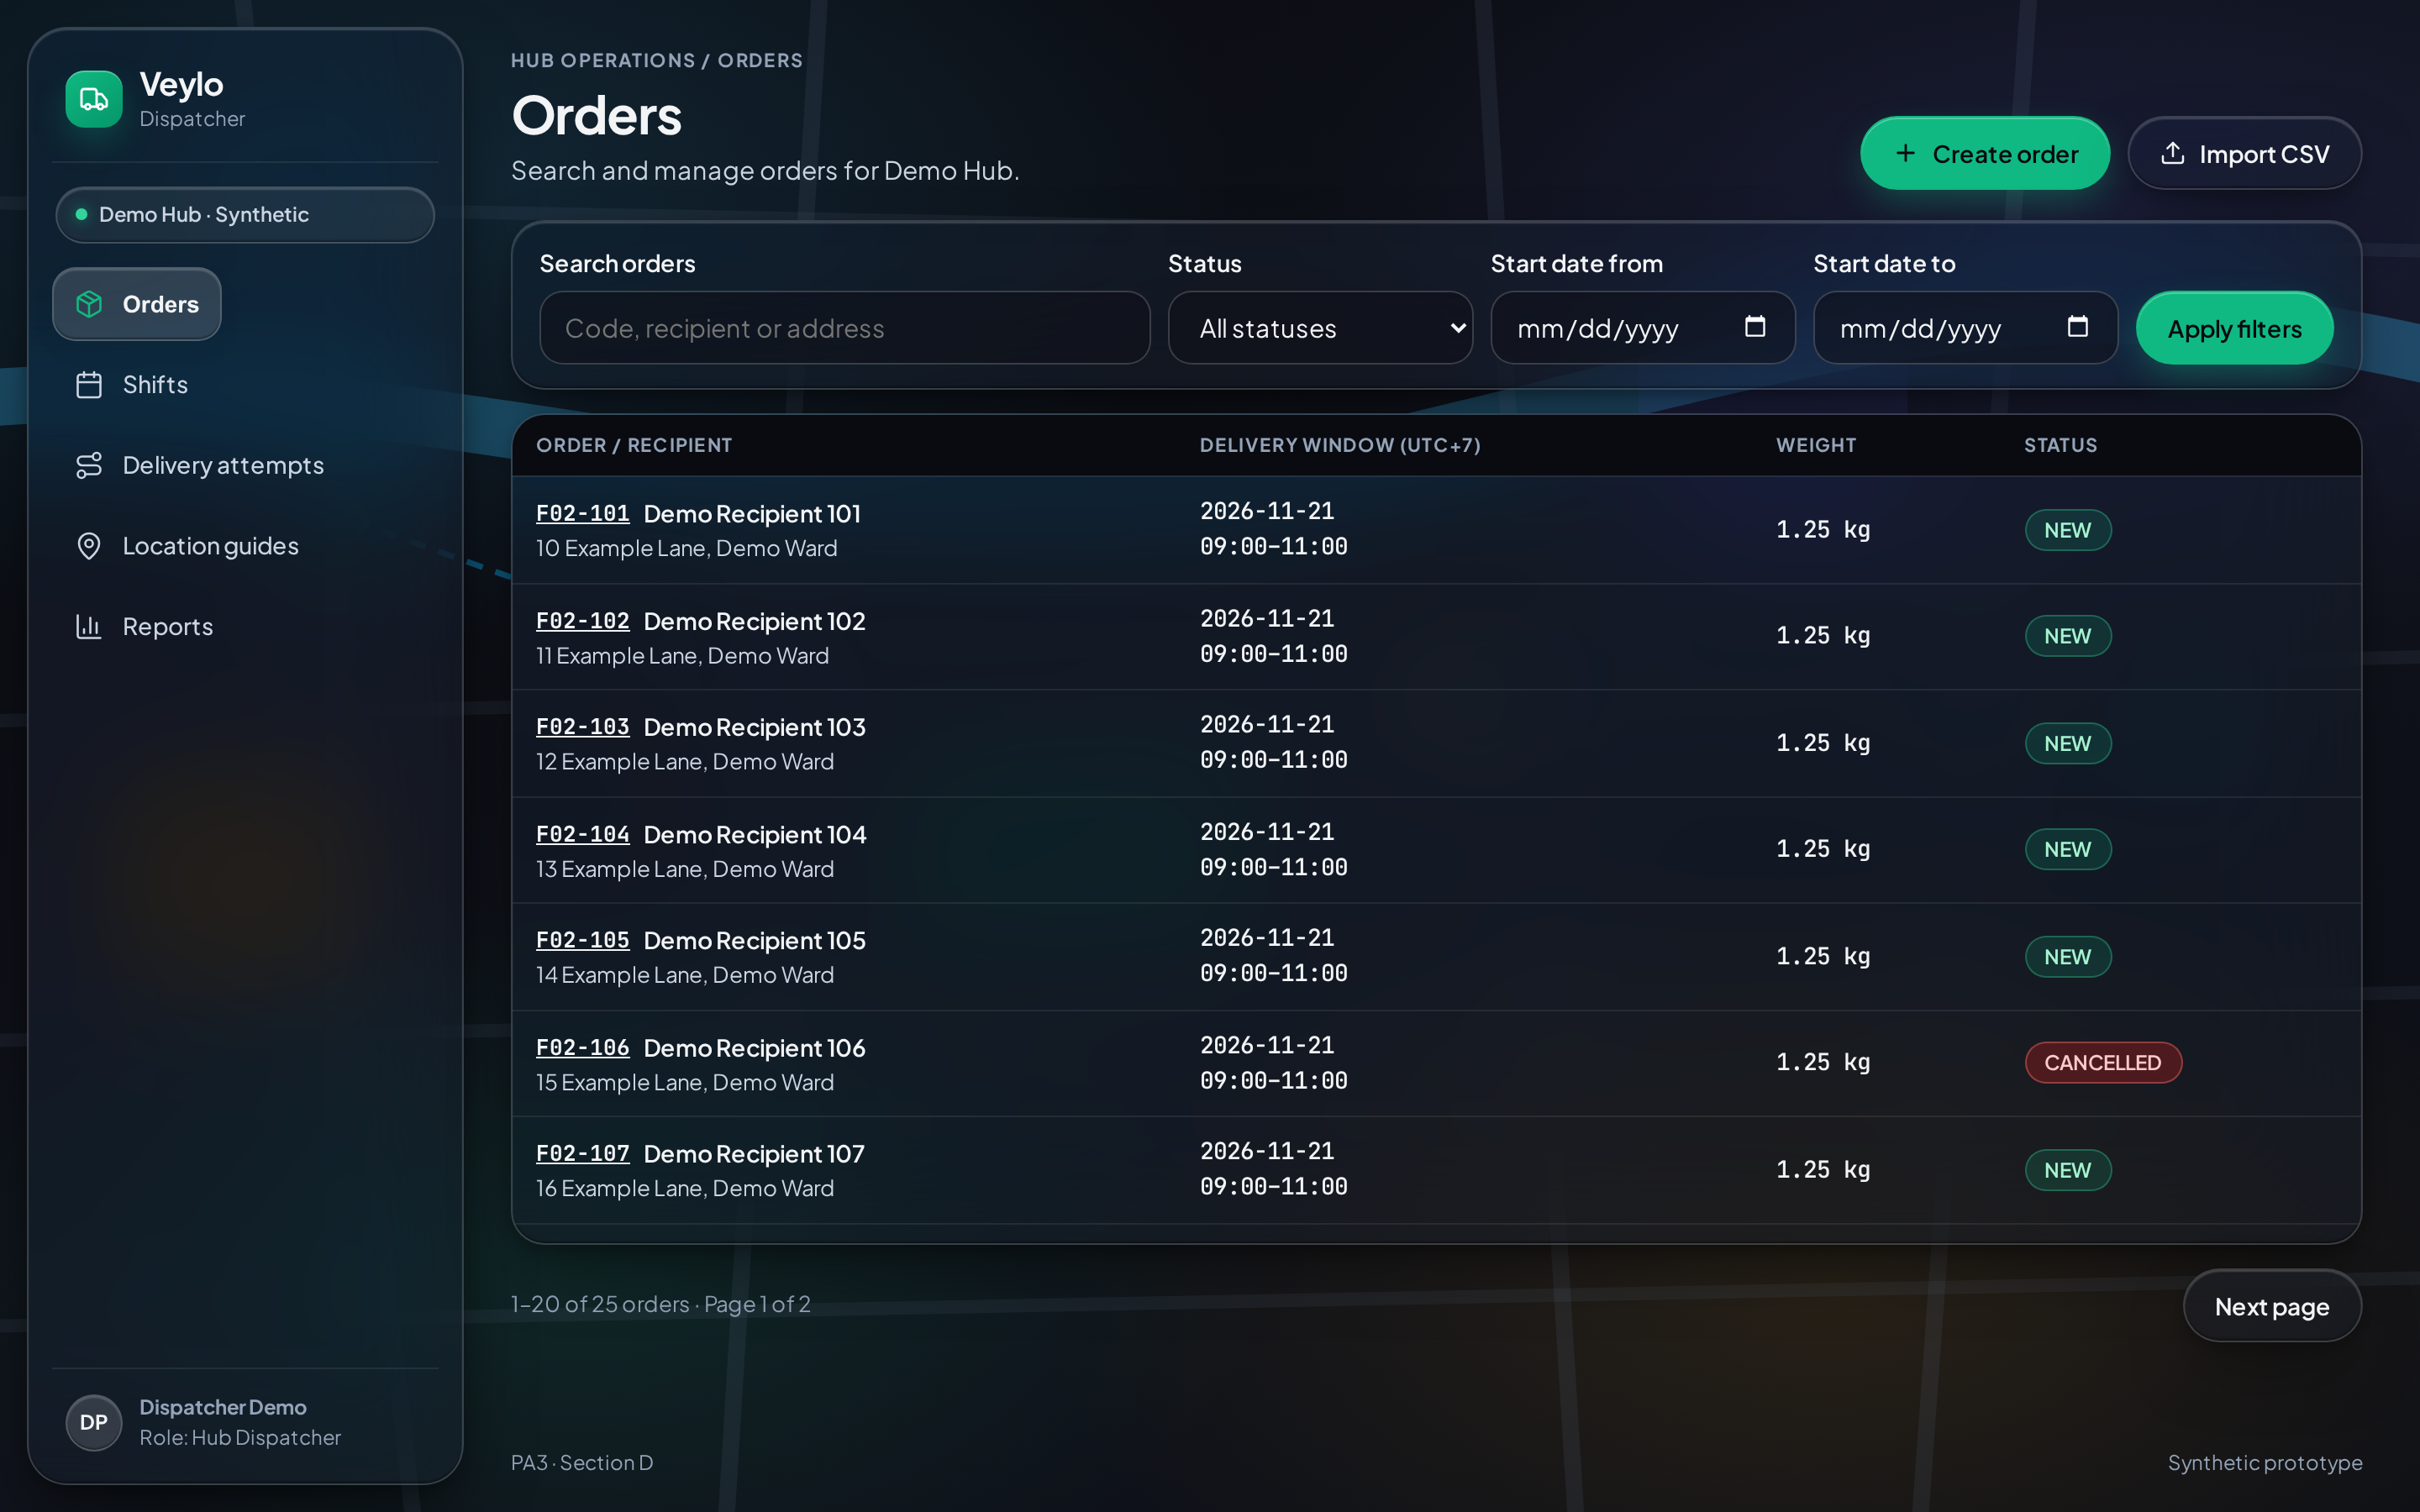 Veylo
Dispatcher
Demo Hub · Synthetic
Orders
Shifts
Delivery attempts
Location guides
Reports
DP
Dispatcher Demo
Role: Hub Dispatcher
HUB OPERATIONS / ORDERS
Orders
Search and manage orders for Demo Hub.
Create order
Import CSV
Search orders
Status
Start date from
Start date to
Code, recipient or address
All statuses
mm/dd/yyyy
mm/dd/yyyy
Apply filters
ORDER / RECIPIENT
DELIVERY WINDOW (UTC+7)
WEIGHT
STATUS
F02-101 Demo Recipient 101
10 Example Lane, Demo Ward
2026-11-21
09:00–11:00
1.25 kg
NEW
F02-102 Demo Recipient 102
11 Example Lane, Demo Ward
2026-11-21
09:00–11:00
1.25 kg
NEW
F02-103 Demo Recipient 103
12 Example Lane, Demo Ward
2026-11-21
09:00–11:00
1.25 kg
NEW
F02-104 Demo Recipient 104
13 Example Lane, Demo Ward
2026-11-21
09:00–11:00
1.25 kg
NEW
F02-105 Demo Recipient 105
14 Example Lane, Demo Ward
2026-11-21
09:00–11:00
1.25 kg
NEW
F02-106 Demo Recipient 106
15 Example Lane, Demo Ward
2026-11-21
09:00–11:00
1.25 kg
CANCELLED
F02-107 Demo Recipient 107
16 Example Lane, Demo Ward
2026-11-21
09:00–11:00
1.25 kg
NEW
1–20 of 25 orders · Page 1 of 2
Next page
PA3 · Section D
Synthetic prototype